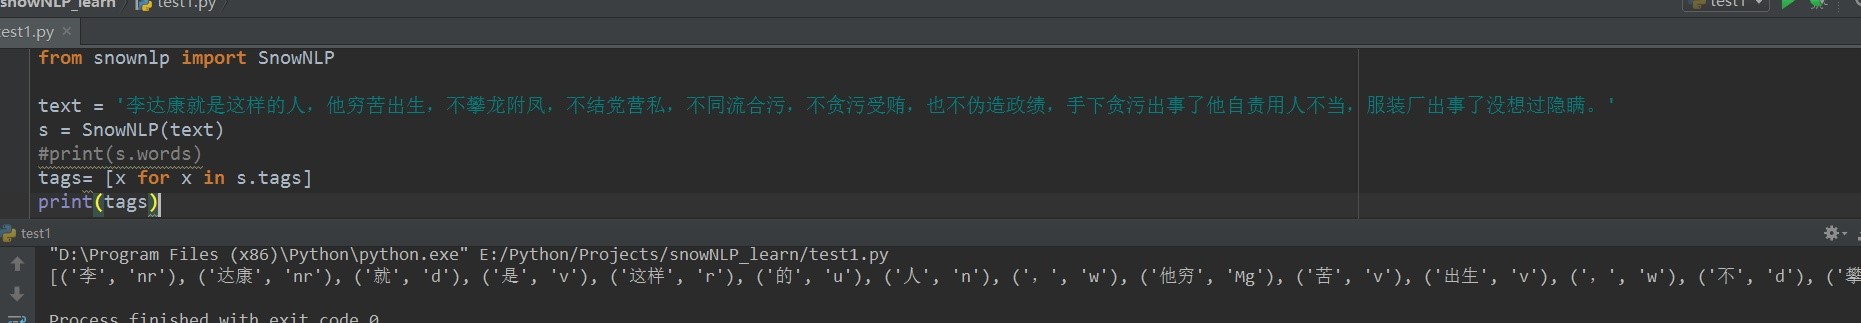 snowNLP_learn test1.py test1
test1.py
from snownlp import SnowNLP
text = '李达康就是这样的人，他穷苦出生，不攀龙附凤，不结党营私，不同流合污，不贪污受贿，也不伪造政绩，手下贪污出事了他自责用人不当，服装厂出事了没想过隐瞒。'
s = SnowNLP(text)
#print(s.words)
tags= [x for x in s.tags]
print(tags)
test1
"D:\Program Files (x86)\Python\python.exe" E:/Python/Projects/snowNLP_learn/test1.py
[('李', 'nr'), ('达康', 'nr'), ('就', 'd'), ('是', 'v'), ('这样', 'r'), ('的', 'u'), ('人', 'n'), ('，', 'w'), ('他穷', 'Mg'), ('苦', 'v'), ('出生', 'v'), ('，', 'w'), ('不', 'd'), ('攀
Process finished with exit code 0